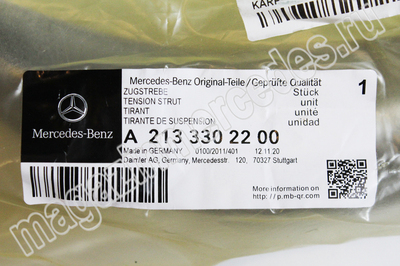 KARF
Mercedes-Benz Original-Teile/Geprüfte Qualität
ZUGSTREBE Stück 1
TENSION STRUT unit
TIRANT unité
TIRANTE DE SUSPENSION unidad
Mercedes-Benz
A 213 330 22 00
Made in GERMANY 0100/2011/401 12.11.20
Daimler AG, Germany, Mercedesstr. 120, 70327 Stuttgart
More information on
http://p.mb-qr.com